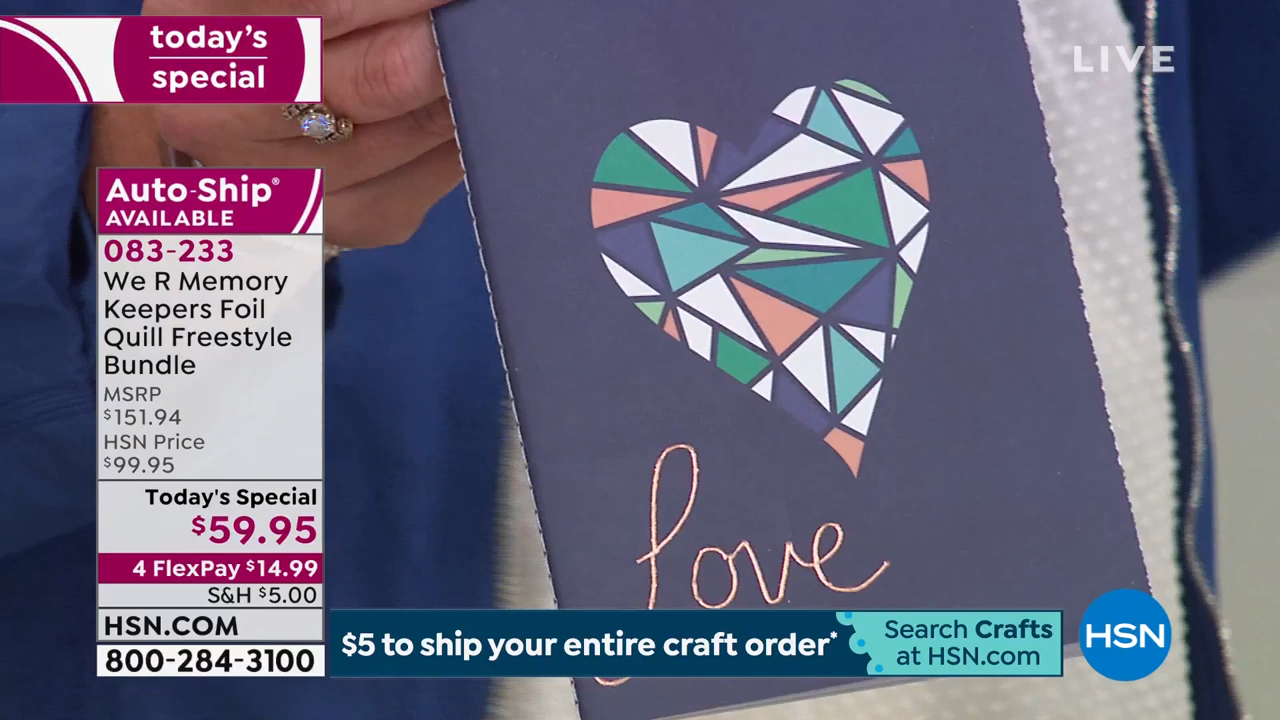 today's
special
LIVE
Auto-Ship®
AVAILABLE
083-233
We R Memory
Keepers Foil
Quill Freestyle
Bundle
MSRP
$151.94
HSN Price
$99.95
Today's Special
$59.95
4 FlexPay $14.99
S&H $5.00
HSN.COM
800-284-3100
love
$5 to ship your entire craft order*
Search Crafts
at HSN.com
HSN